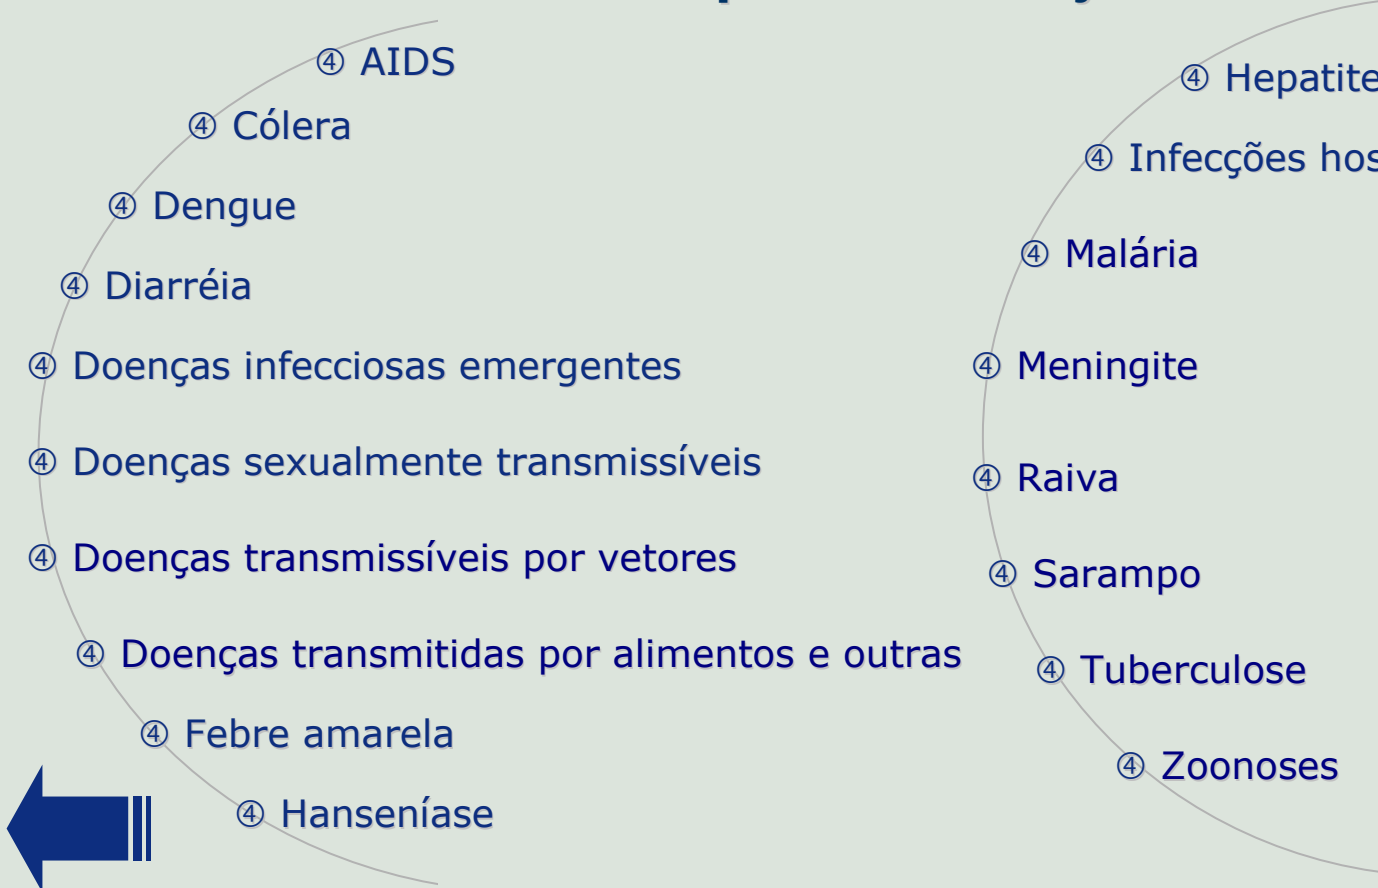 ④ AIDS
④ Cólera
④ Dengue
④ Diarréia
④ Doenças infecciosas emergentes
④ Doenças sexualmente transmissíveis
④ Doenças transmissíveis por vetores
④ Doenças transmitidas por alimentos e outras
④ Febre amarela
④ Hanseníase
④ Hepatite
④ Infecções
④ Malária
④ Meningite
④ Raiva
④ Sarampo
④ Tuberculose
④ Zoonoses